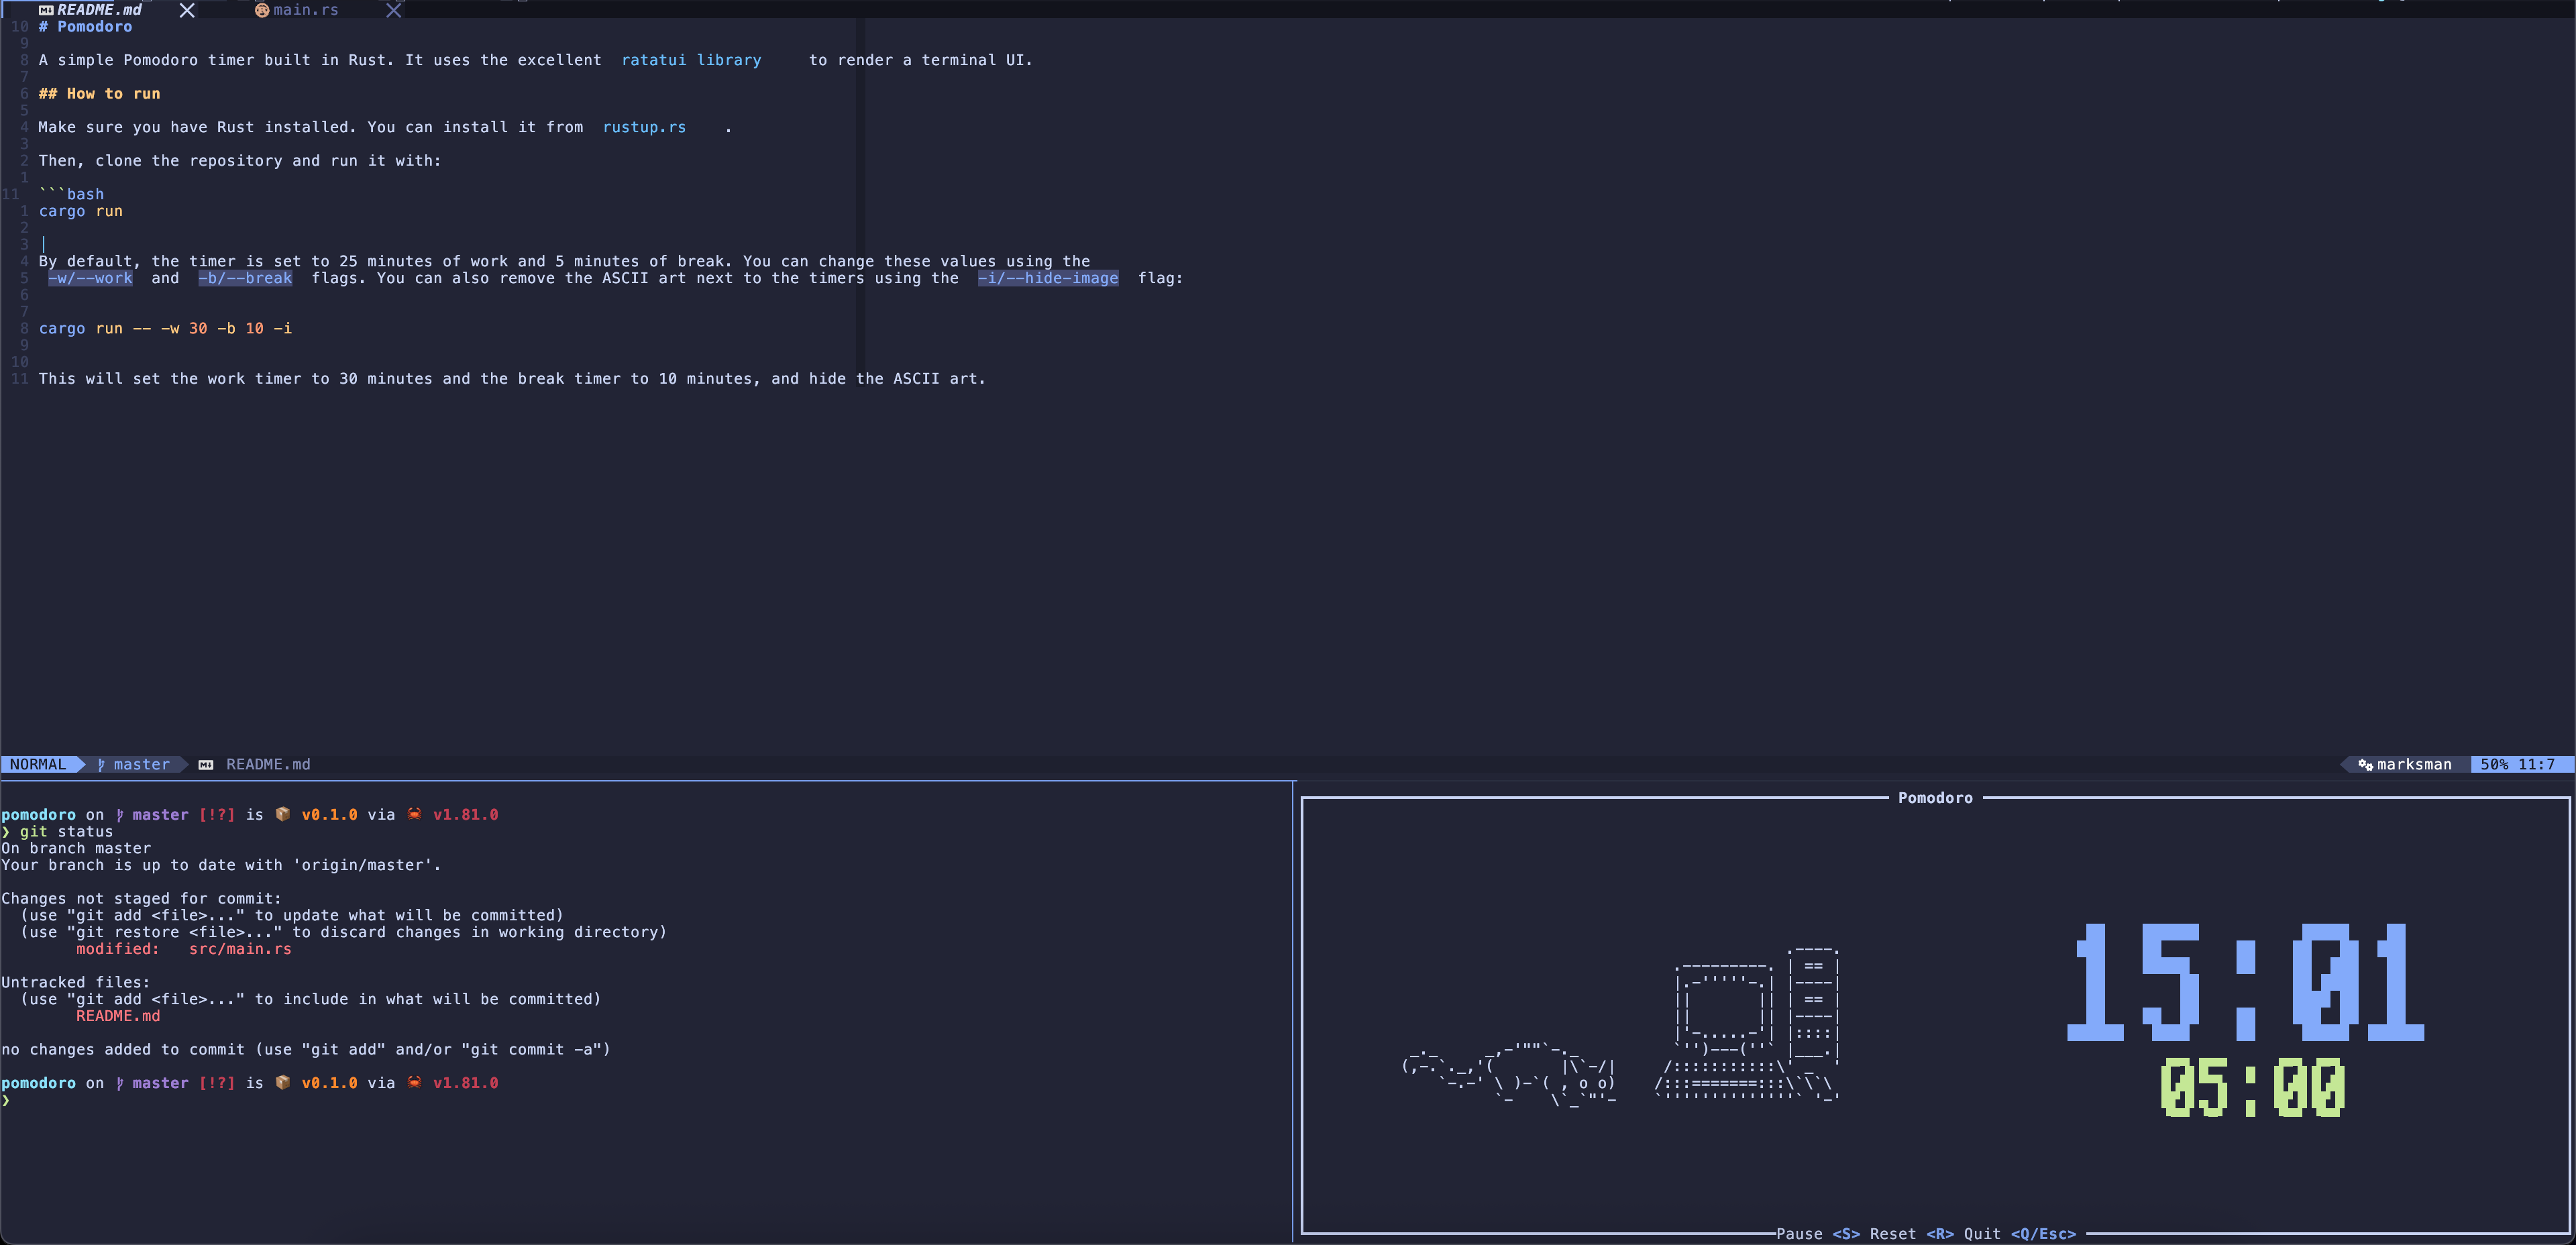 README.md main.rs
10 # Pomodoro
9
8 A simple Pomodoro timer built in Rust. It uses the excellent ratatui library to render a terminal UI.
7
6 ## How to run
5
4 Make sure you have Rust installed. You can install it from rustup.rs .
3
2 Then, clone the repository and run it with:
1
11 ```bash
1 cargo run
2
3
4 By default, the timer is set to 25 minutes of work and 5 minutes of break. You can change these values using the
5 -w/--work and -b/--break flags. You can also remove the ASCII art next to the timers using the -i/--hide-image flag:
6
7
8 cargo run -- -w 30 -b 10 -i
9
10
11 This will set the work timer to 30 minutes and the break timer to 10 minutes, and hide the ASCII art.
NORMAL master README.md marksman 50% 11:7
pomodoro on master [!?] is v0.1.0 via v1.81.0
❯ git status
On branch master
Your branch is up to date with 'origin/master'.
Changes not staged for commit:
(use "git add <file>..." to update what will be committed)
(use "git restore <file>..." to discard changes in working directory)
modified: src/main.rs
Untracked files:
(use "git add <file>..." to include in what will be committed)
README.md
no changes added to commit (use "git add" and/or "git commit -a")
pomodoro on master [!?] is v0.1.0 via v1.81.0
❯
Pomodoro
15:01
05:00
Pause <S> Reset <R> Quit <Q/Esc>